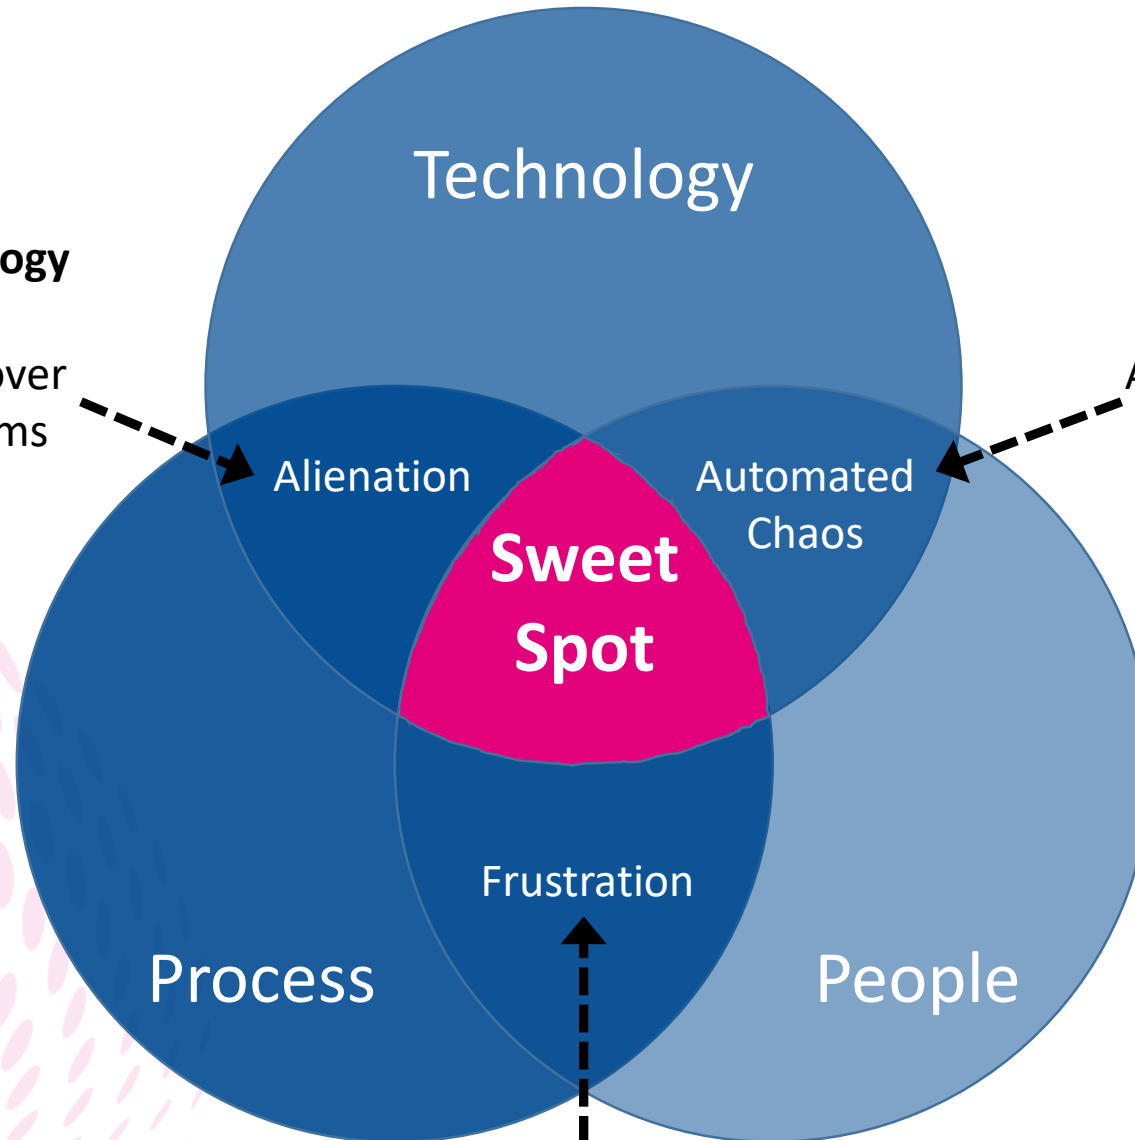 Technology
ogy
over
ms
A
Alienation
Automated
Chaos
Sweet
Spot
Frustration
Process
People